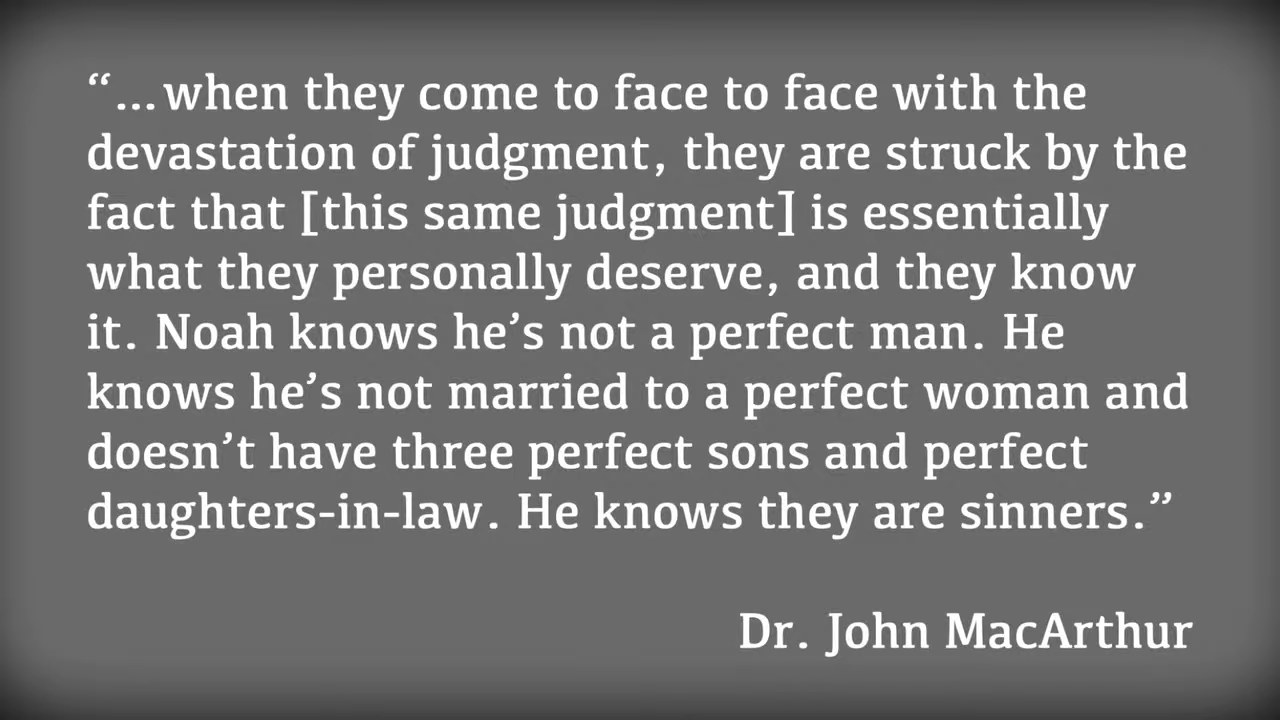 “…when they come to face to face with the
devastation of judgment, they are struck by the
fact that [this same judgment] is essentially
what they personally deserve, and they know
it. Noah knows he’s not a perfect man. He
knows he’s not married to a perfect woman and
doesn’t have three perfect sons and perfect
daughters-in-law. He knows they are sinners.”
Dr. John MacArthur